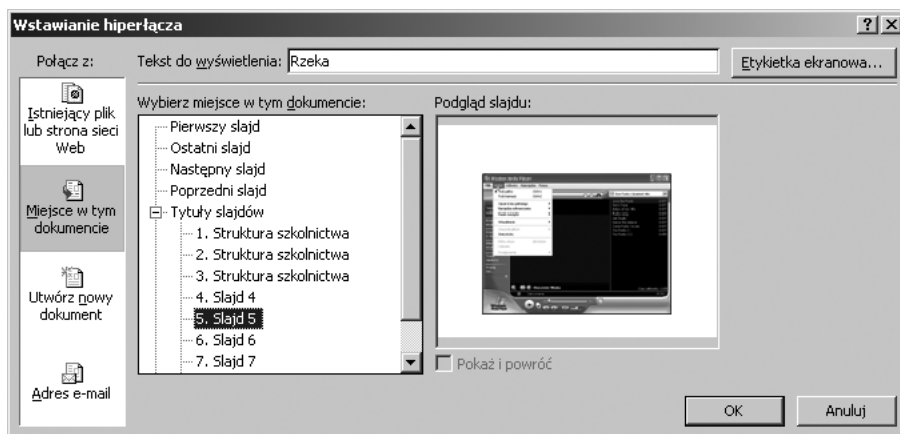 Wstawianie hiperłącza
Połącz z:
Tekst do wyświetlenia: Rzeka
Etykietka ekranowa...
Istniejący plik
lub strona sieci
Web
Miejsce w tym
dokumencie
Utwórz nowy
dokument
Adres e-mail
Wybierz miejsce w tym dokumencie:
Pierwszy slajd
Ostatni slajd
Następny slajd
Poprzedni slajd
Tytuły slajdów
1. Struktura szkolnictwa
2. Struktura szkolnictwa
3. Struktura szkolnictwa
4. Slajd 4
5. Slajd 5
6. Slajd 6
7. Slajd 7
Podgląd slajdu:
Pokaż i powróć
OK
Anuluj